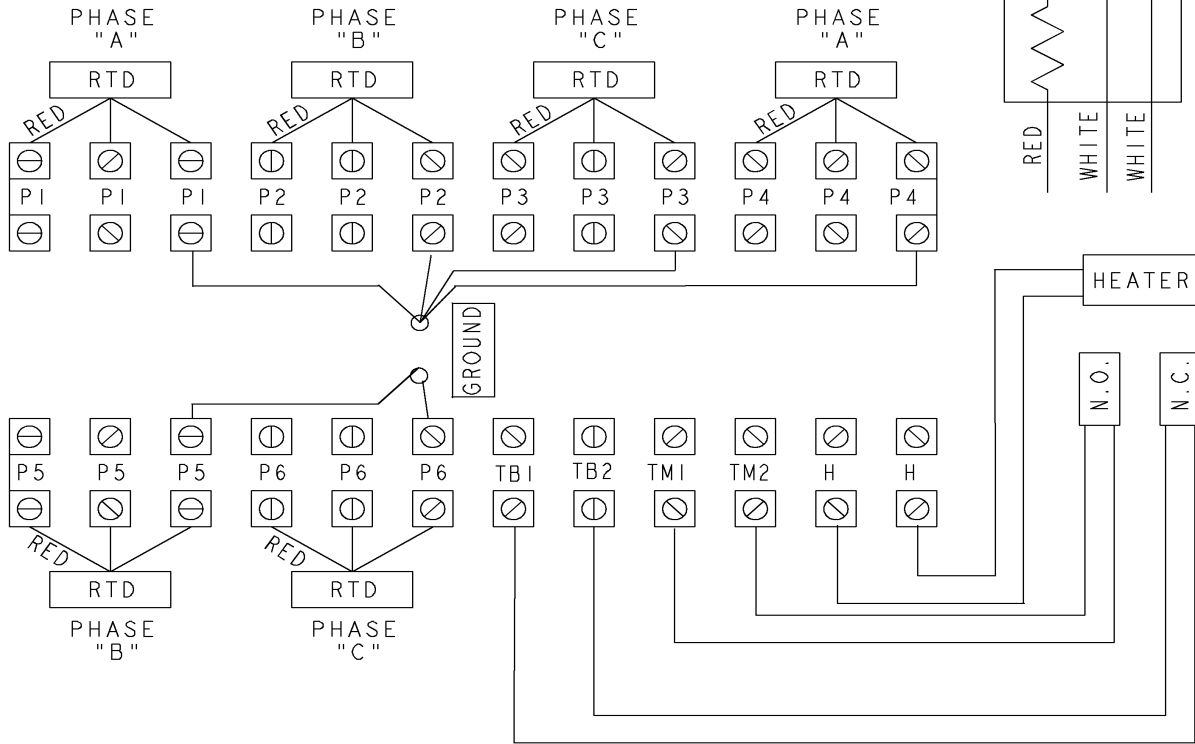 PHASE "A"
PHASE "B"
PHASE "C"
PHASE "A"
RTD
RTD
RTD
RTD
RED
RED
RED
RED
RED
WHITE
WHITE
P1 P1 P1 P2 P2 P2 P3 P3 P3 P4 P4 P4
HEATER
GROUND
N.O.
N.C.
P5 P5 P5 P6 P6 P6 TB1 TB2 TM1 TM2 H H
RED
RED
RTD
RTD
PHASE "B"
PHASE "C"